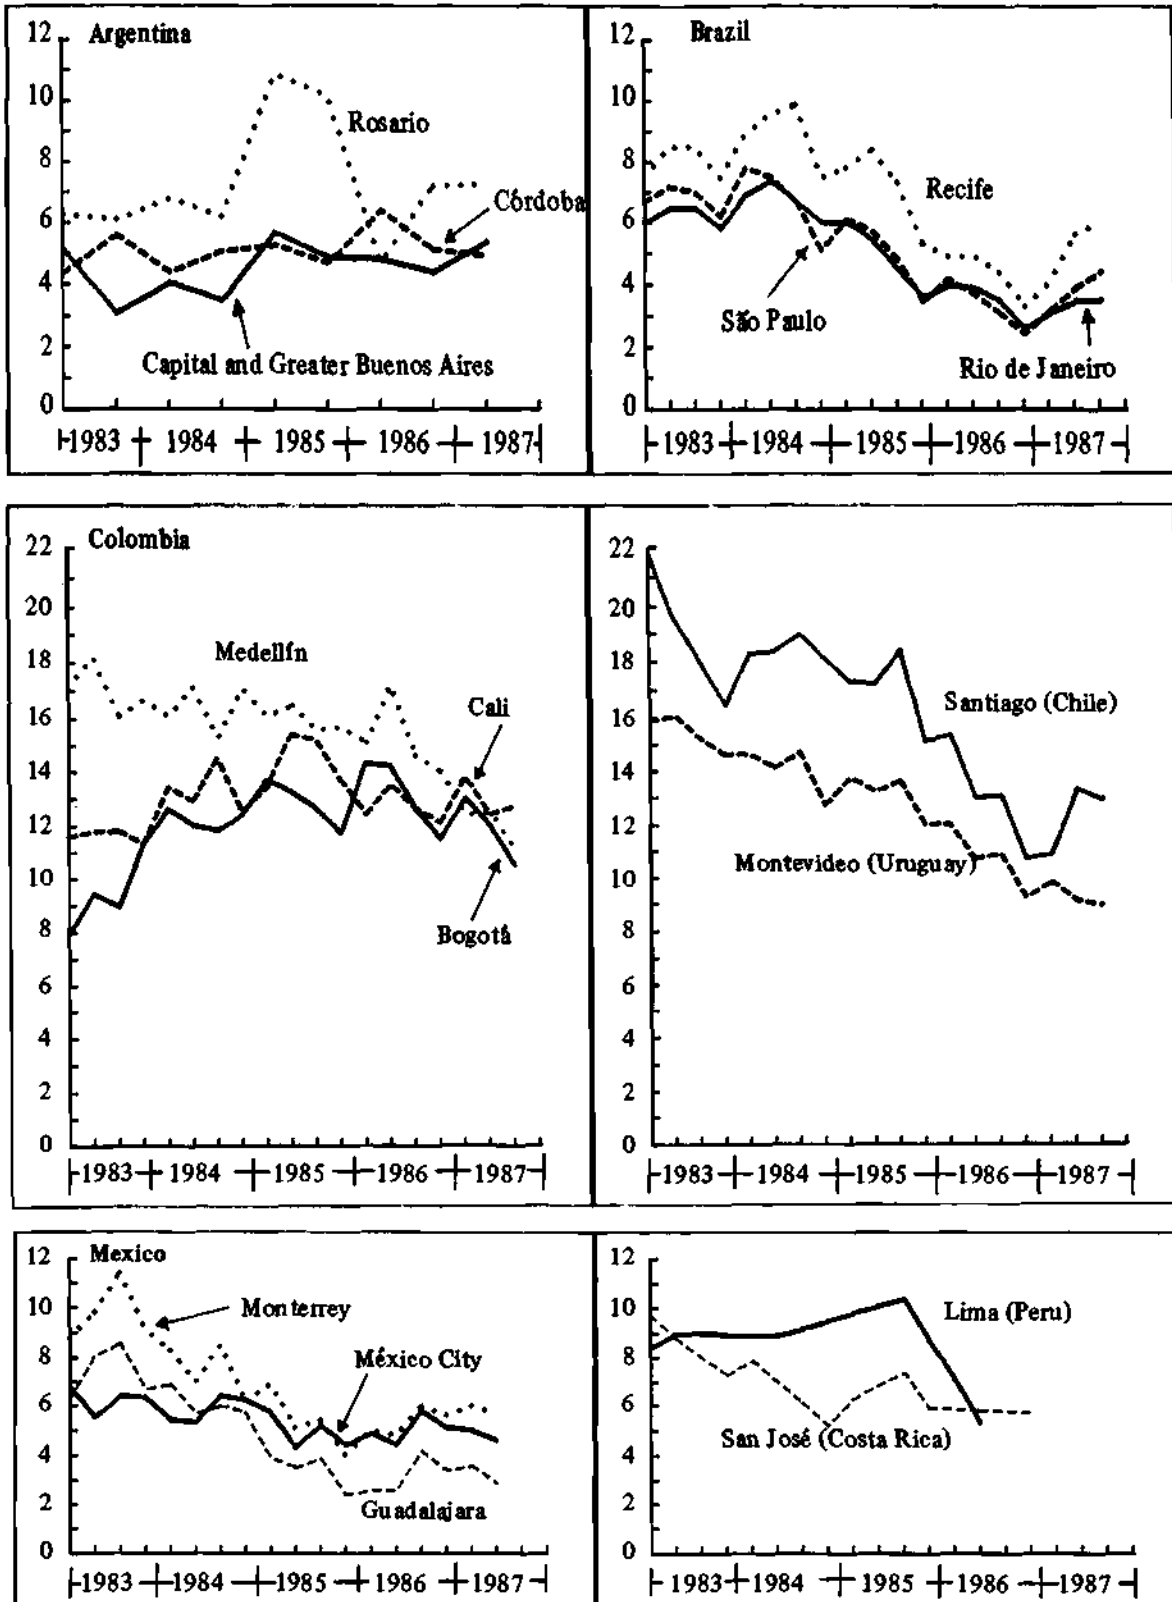 Argentina
12
10
8
6
4
2
0
Rosario
Córdoba
Capital and Greater Buenos Aires
1983 1984 1985 1986 1987
Brazil
12
10
8
6
4
2
0
Recife
São Paulo
Rio de Janeiro
1983 1984 1985 1986 1987
Colombia
22
20
18
16
14
12
10
8
6
4
2
0
Medellín
Cali
Bogotá
1983 1984 1985 1986 1987
22
20
18
16
14
12
10
8
6
4
2
0
Santiago (Chile)
Montevideo (Uruguay)
1983 1984 1985 1986 1987
Mexico
12
10
8
6
4
2
0
Monterrey
México City
Guadalajara
1983 1984 1985 1986 1987
12
10
8
6
4
2
0
Lima (Peru)
San José (Costa Rica)
1983 1984 1985 1986 1987